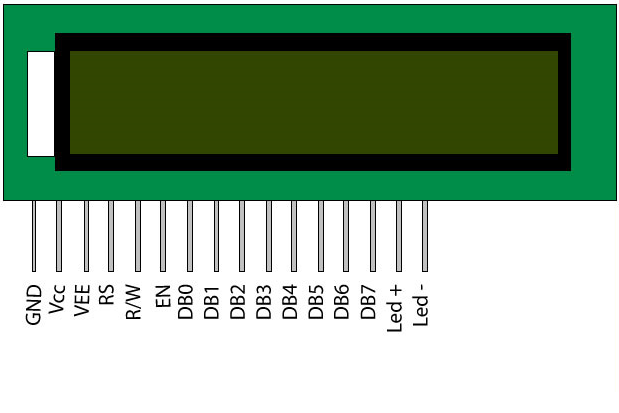 GND
Vcc
VEE
RS
R/W
EN
DB0
DB1
DB2
DB3
DB4
DB5
DB6
DB7
Led +
Led -